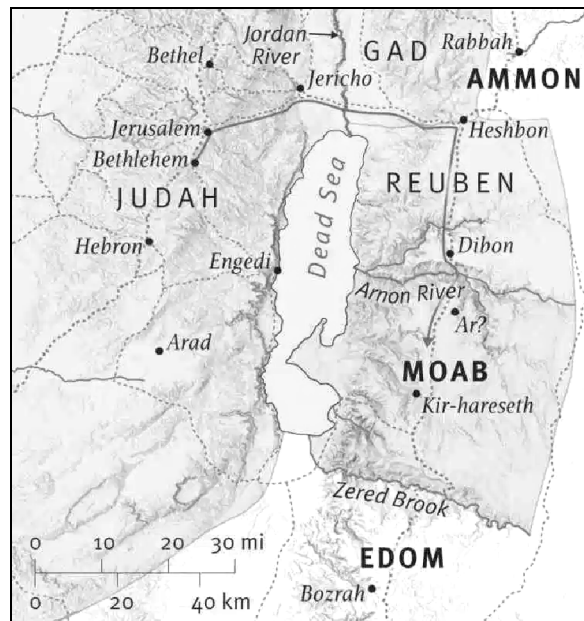 Jordan
River
GAD
Rabbah
Bethel
AMMON
Jericho
Jerusalem
Heshbon
Bethlehem
JUDAH
REUBEN
Dead Sea
Hebron
Engedi
Dibon
Arnon River
Ar?
Arad
MOAB
Kir-hareseth
Zered Brook
0 10 20 30 mi
0 20 40 km
EDOM
Bozrah